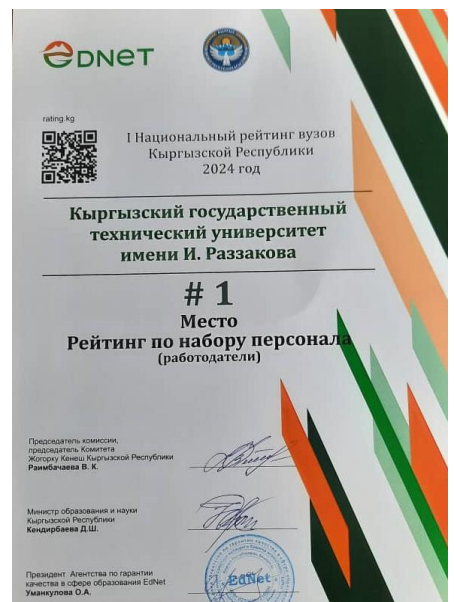 EDNET
rating.kg
I Национальный рейтинг вузов
Кыргызской Республики
2024 год
Кыргызский государственный
технический университет
имени И. Раззакова
# 1
Место
Рейтинг по набору персонала
(работодатели)
Председатель комиссии,
председатель Комитета
Жогорку Кенеш Кыргызской Республики
Раимбачаева В. К.
Министр образования и науки
Кыргызской Республики
Кендирбаева Д.Ш.
Президент Агентства по гарантии
качества в сфере образования EdNet
Уманкулова О.А.
EdNet